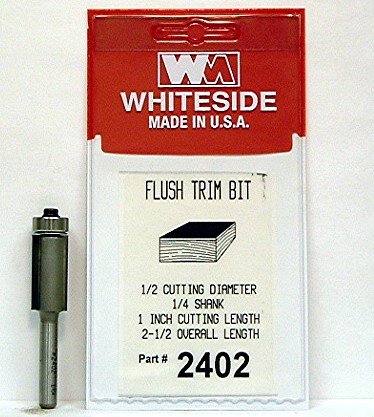 WHITESIDE
MADE IN U.S.A.
FLUSH TRIM BIT
1/2 CUTTING DIAMETER
1/4 SHANK
1 INCH CUTTING LENGTH
2-1/2 OVERALL LENGTH
Part # 2402